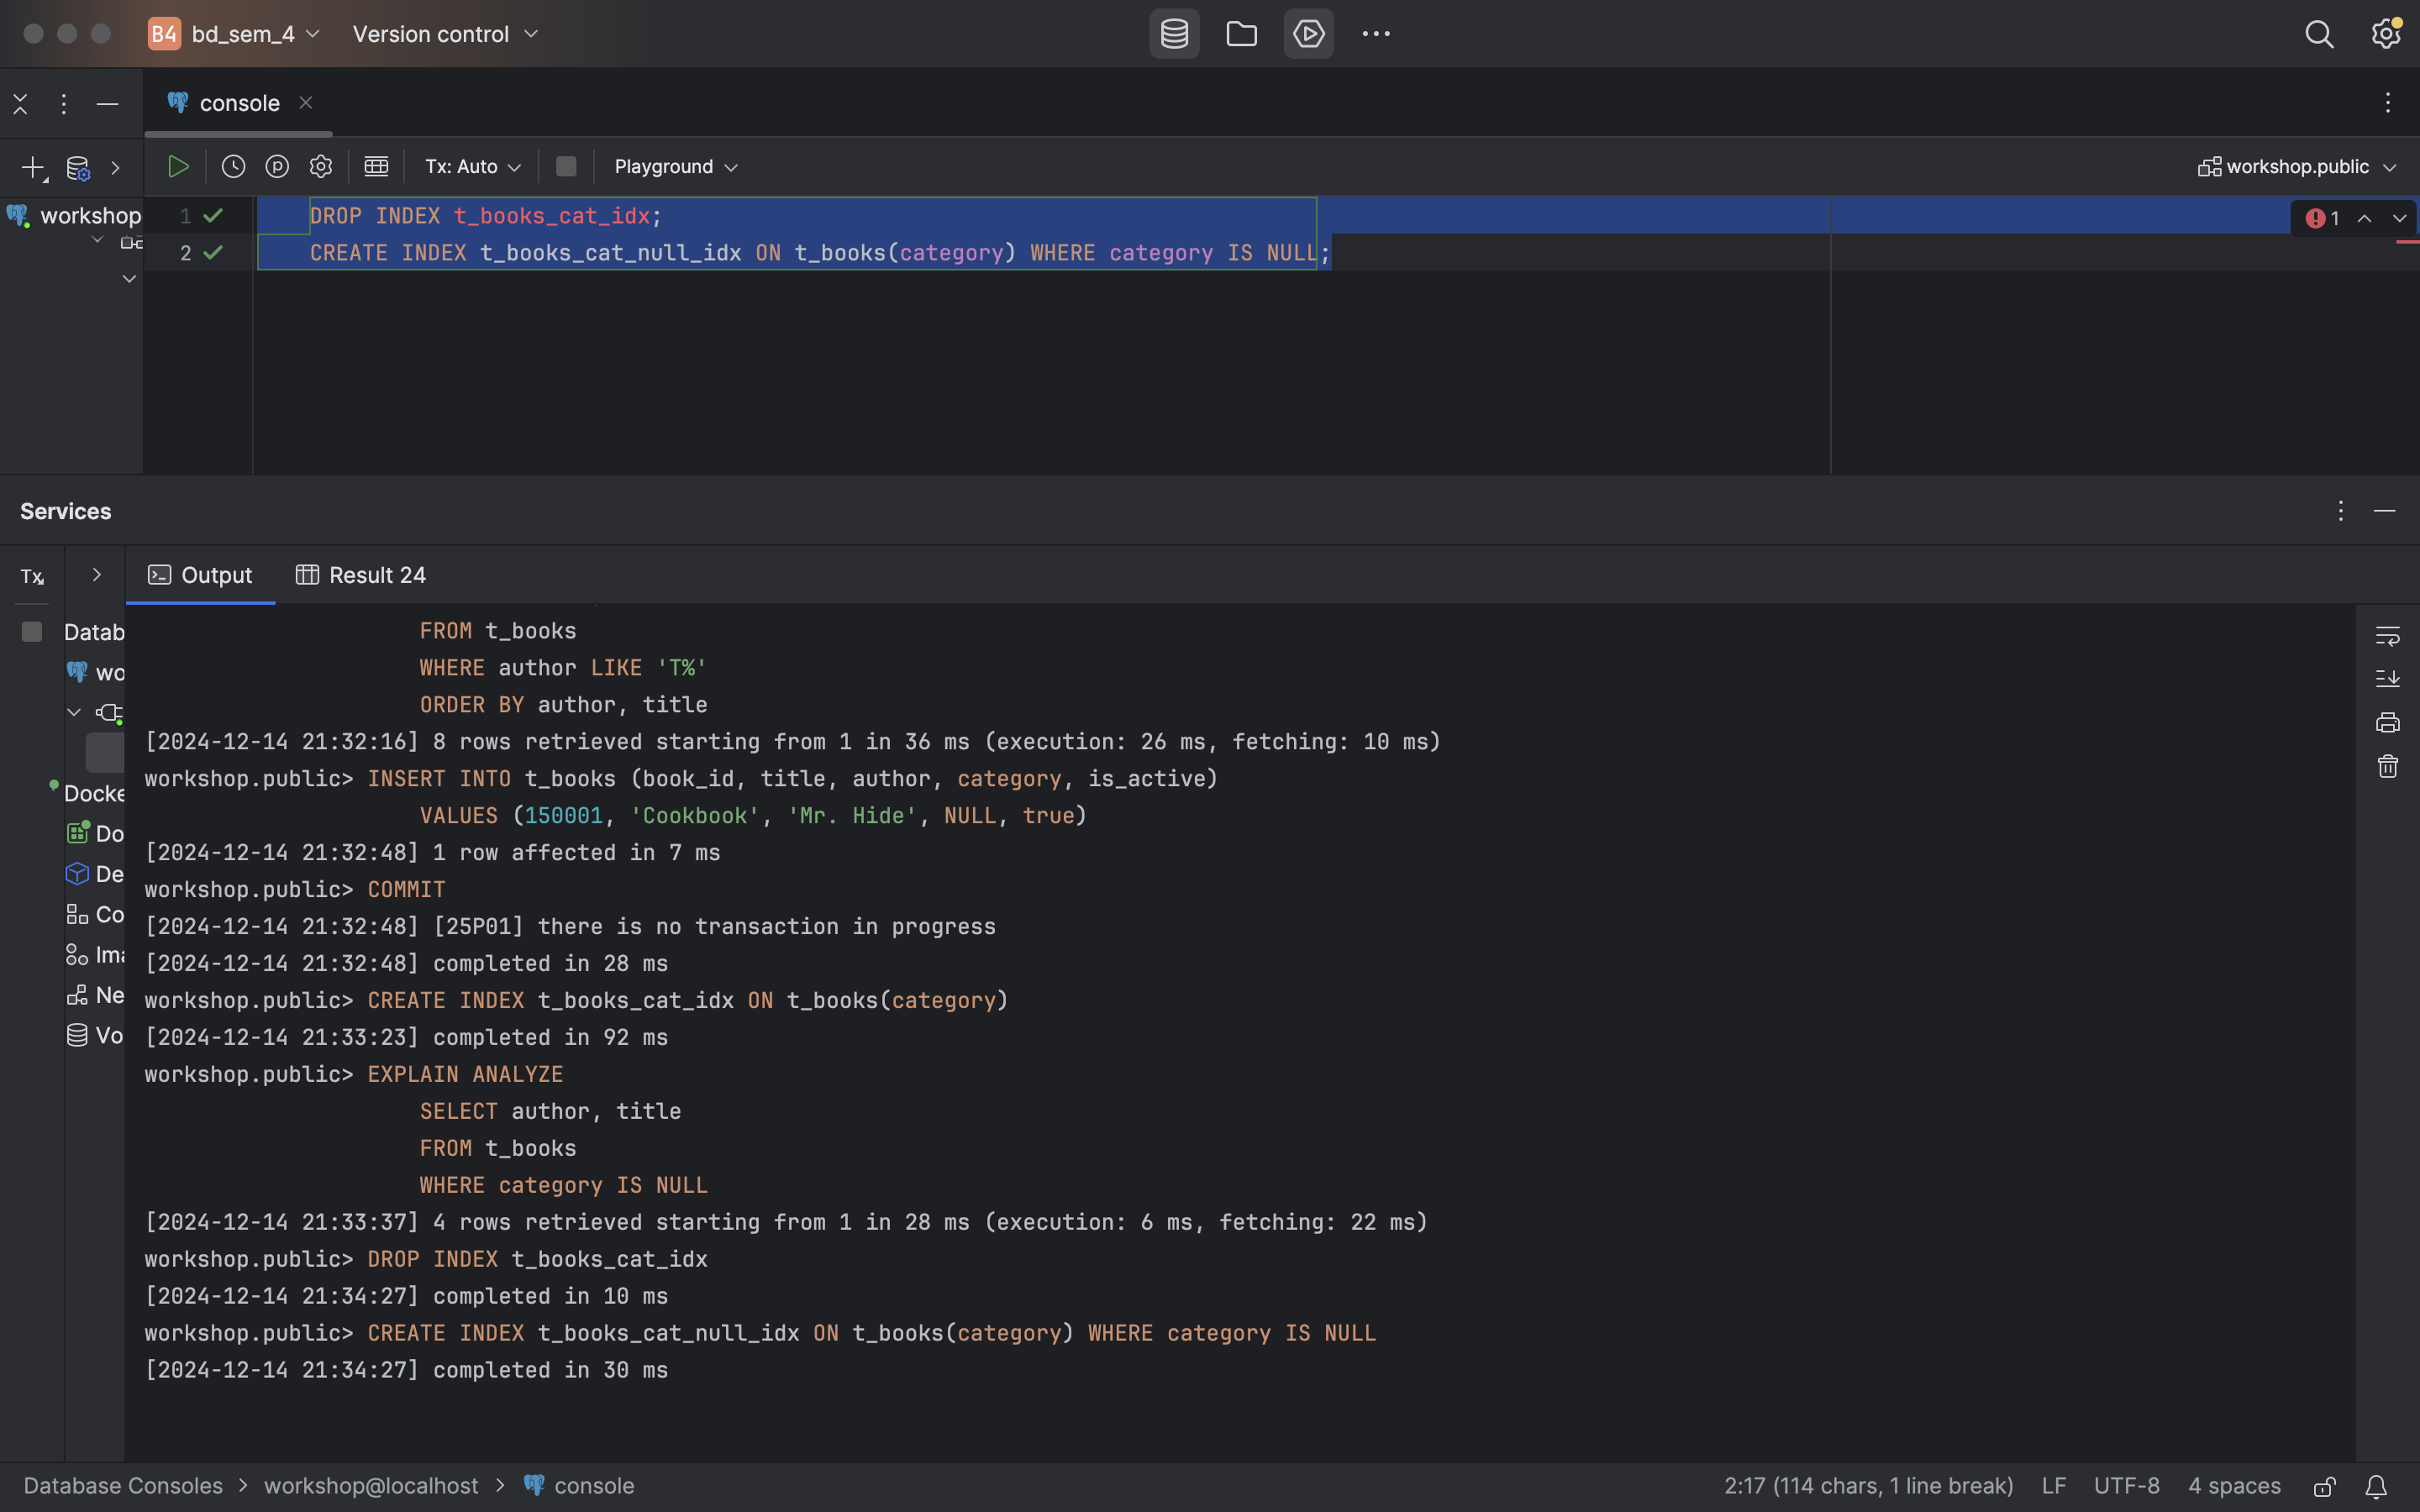 B4 bd_sem_4 Version control
console
Tx: Auto Playground workshop.public
workshop
1 DROP INDEX t_books_cat_idx;
1
2 CREATE INDEX t_books_cat_null_idx ON t_books(category) WHERE category IS NULL;
Services
Tx Output Result 24
FROM t_books
WHERE author LIKE 'T%'
ORDER BY author, title
[2024-12-14 21:32:16] 8 rows retrieved starting from 1 in 36 ms (execution: 26 ms, fetching: 10 ms)
workshop.public> INSERT INTO t_books (book_id, title, author, category, is_active)
VALUES (150001, 'Cookbook', 'Mr. Hide', NULL, true)
[2024-12-14 21:32:48] 1 row affected in 7 ms
workshop.public> COMMIT
[2024-12-14 21:32:48] [25P01] there is no transaction in progress
[2024-12-14 21:32:48] completed in 28 ms
workshop.public> CREATE INDEX t_books_cat_idx ON t_books(category)
[2024-12-14 21:33:23] completed in 92 ms
workshop.public> EXPLAIN ANALYZE
SELECT author, title
FROM t_books
WHERE category IS NULL
[2024-12-14 21:33:37] 4 rows retrieved starting from 1 in 28 ms (execution: 6 ms, fetching: 22 ms)
workshop.public> DROP INDEX t_books_cat_idx
[2024-12-14 21:34:27] completed in 10 ms
workshop.public> CREATE INDEX t_books_cat_null_idx ON t_books(category) WHERE category IS NULL
[2024-12-14 21:34:27] completed in 30 ms
Datab
wo
Docke
Do
De
Co
Ima
Ne
Vo
Database Consoles > workshop@localhost > console 2:17 (114 chars, 1 line break) LF UTF-8 4 spaces